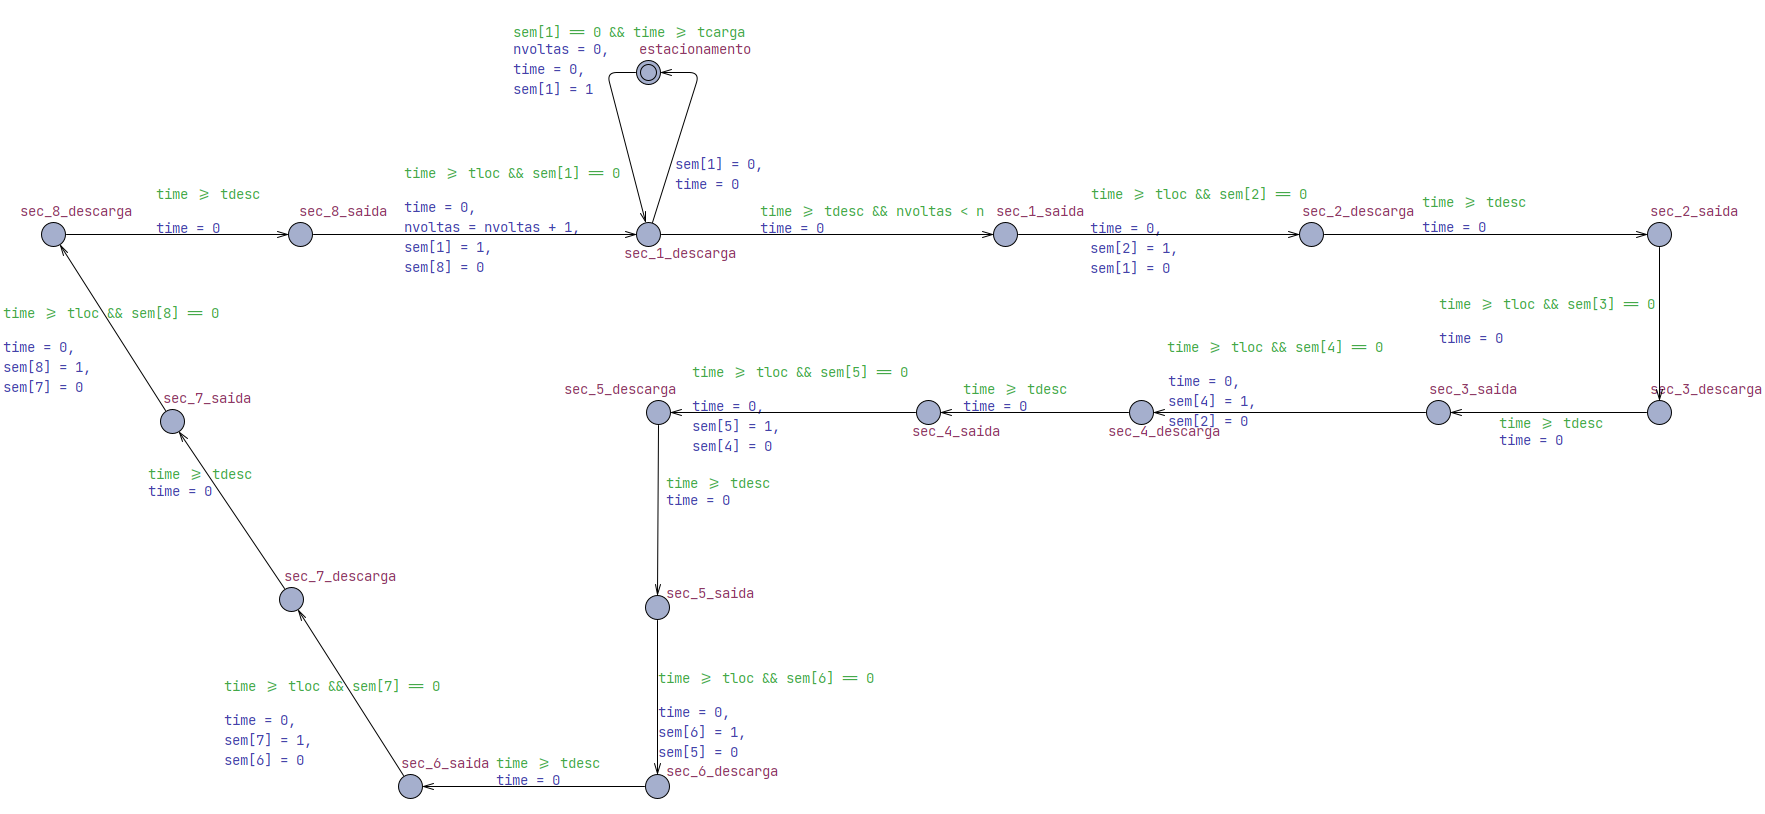 sem[1] == 0 && time ≥ tcarga
nvoltas = 0,
time = 0,
sem[1] = 1
estacionamento
sem[1] = 0,
time = 0
time ≥ tdesc
time = 0
sec_8_descarga
sec_8_saida
time ≥ tloc && sem[1] == 0
time = 0,
nvoltas = nvoltas + 1,
sem[1] = 1,
sem[8] = 0
sec_1_descarga
time ≥ tdesc && nvoltas < n
time = 0
sec_1_saida
time ≥ tloc && sem[2] == 0
time = 0,
sem[2] = 1,
sem[1] = 0
sec_2_descarga
time ≥ tdesc
time = 0
sec_2_saida
time ≥ tloc && sem[3] == 0
time = 0
sec_3_descarga
time ≥ tdesc
time = 0
sec_3_saida
time ≥ tloc && sem[4] == 0
time = 0,
sem[4] = 1,
sem[2] = 0
sec_4_descarga
time ≥ tdesc
time = 0
sec_4_saida
time ≥ tloc && sem[5] == 0
time = 0,
sem[5] = 1,
sem[4] = 0
sec_5_descarga
time ≥ tdesc
time = 0
sec_5_saida
time ≥ tloc && sem[6] == 0
time = 0,
sem[6] = 1,
sem[5] = 0
sec_6_descarga
time ≥ tdesc
time = 0
sec_6_saida
time ≥ tloc && sem[7] == 0
time = 0,
sem[7] = 1,
sem[6] = 0
sec_7_descarga
time ≥ tdesc
time = 0
sec_7_saida
time ≥ tloc && sem[8] == 0
time = 0,
sem[8] = 1,
sem[7] = 0